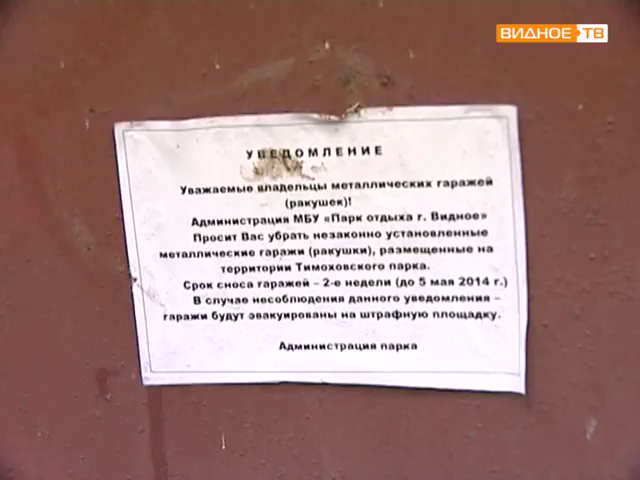 ВИДНОЕ ТВ
УВЕДОМЛЕНИЕ
Уважаемые владельцы металлических гаражей
(ракушек)!
Администрация МБУ «Парк отдыха г. Видное»
Просит Вас убрать незаконно установленные
металлические гаражи (ракушки), размещенные на
территории Тимоховского парка.
Срок сноса гаражей – 2-е недели (до 5 мая 2014 г.)
В случае несоблюдения данного уведомления –
гаражи будут эвакуированы на штрафную площадку.
Администрация парка